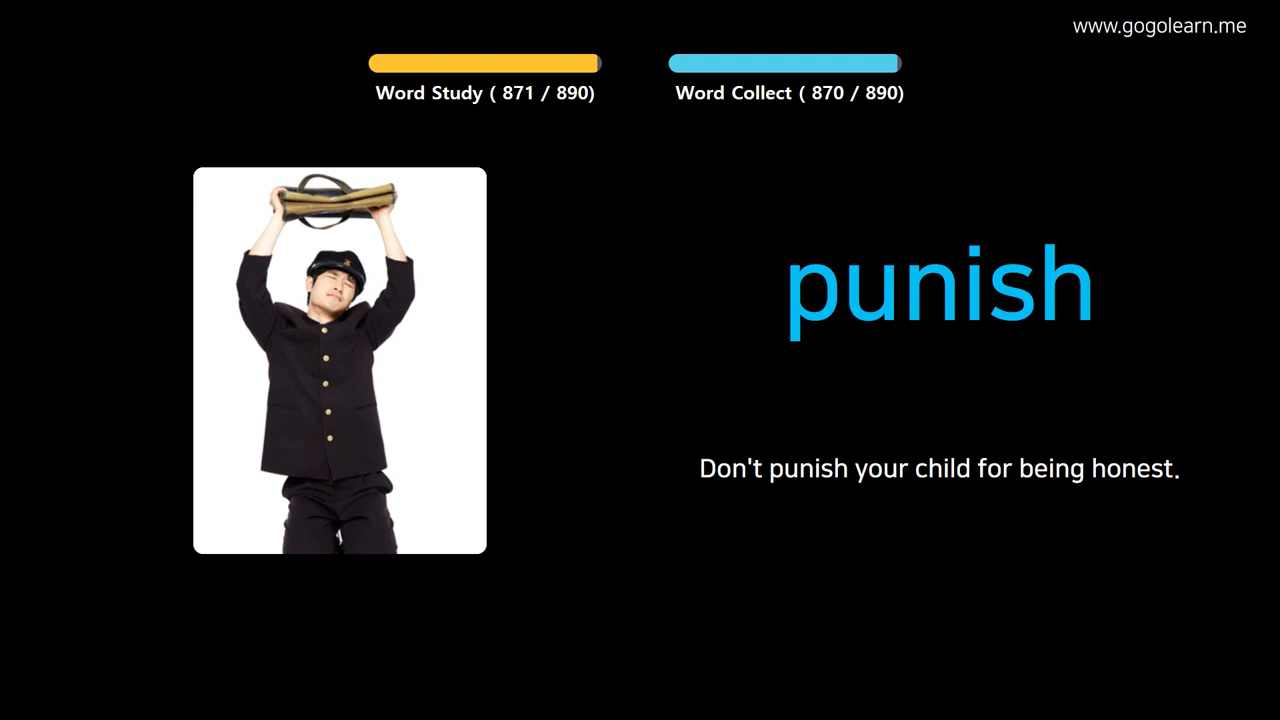 www.gogolearn.me
Word Study ( 871 / 890)
Word Collect ( 870 / 890)
punish
Don't punish your child for being honest.